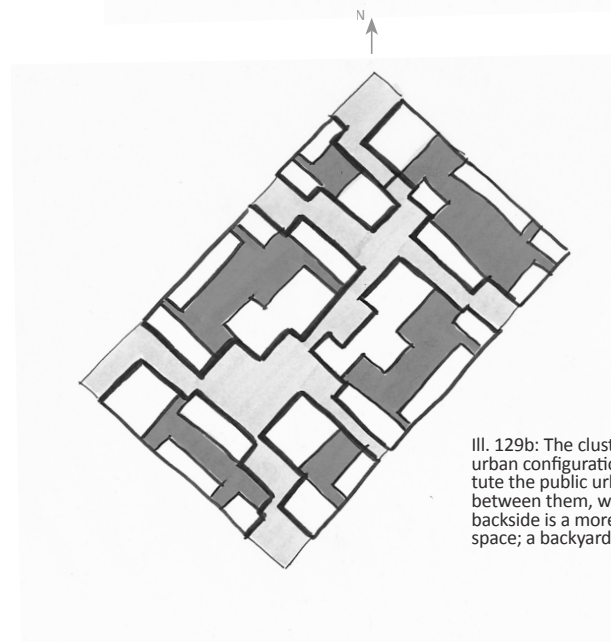 N
Ill. 129b: The clust
urban configuratio
tute the public url
between them, w
backside is a more
space; a backyard